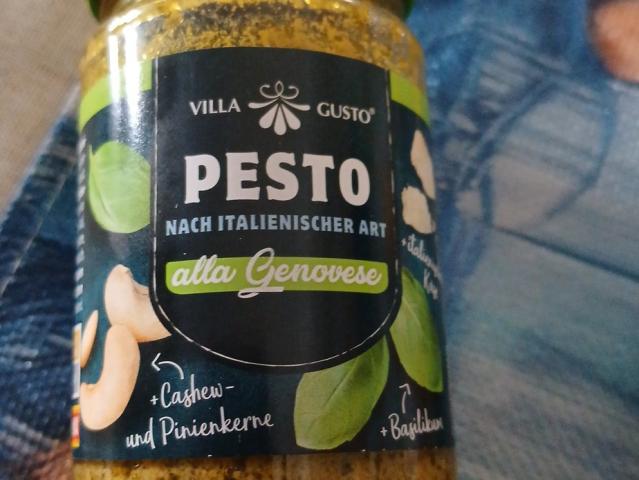 VILLA GUSTO®
PESTO
NACH ITALIENISCHER ART
alla Genovese
+Cashew-
und Pinienkerne
+Basilikum